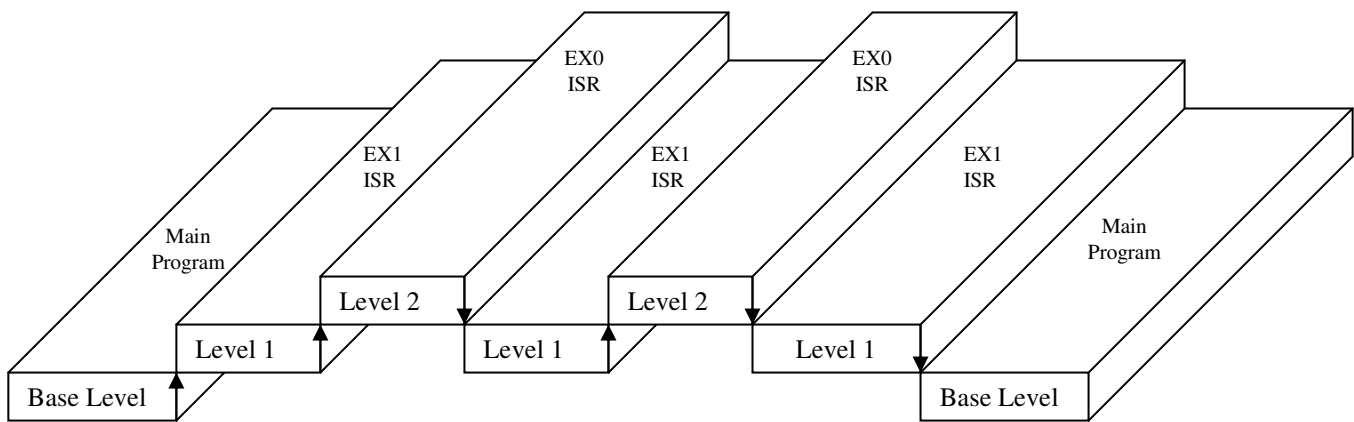 EX0
ISR
EX0
ISR
EX1
ISR
EX1
ISR
EX1
ISR
Main
Program
Main
Program
Level 2
Level 2
Level 1
Level 1
Level 1
Base Level
Base Level